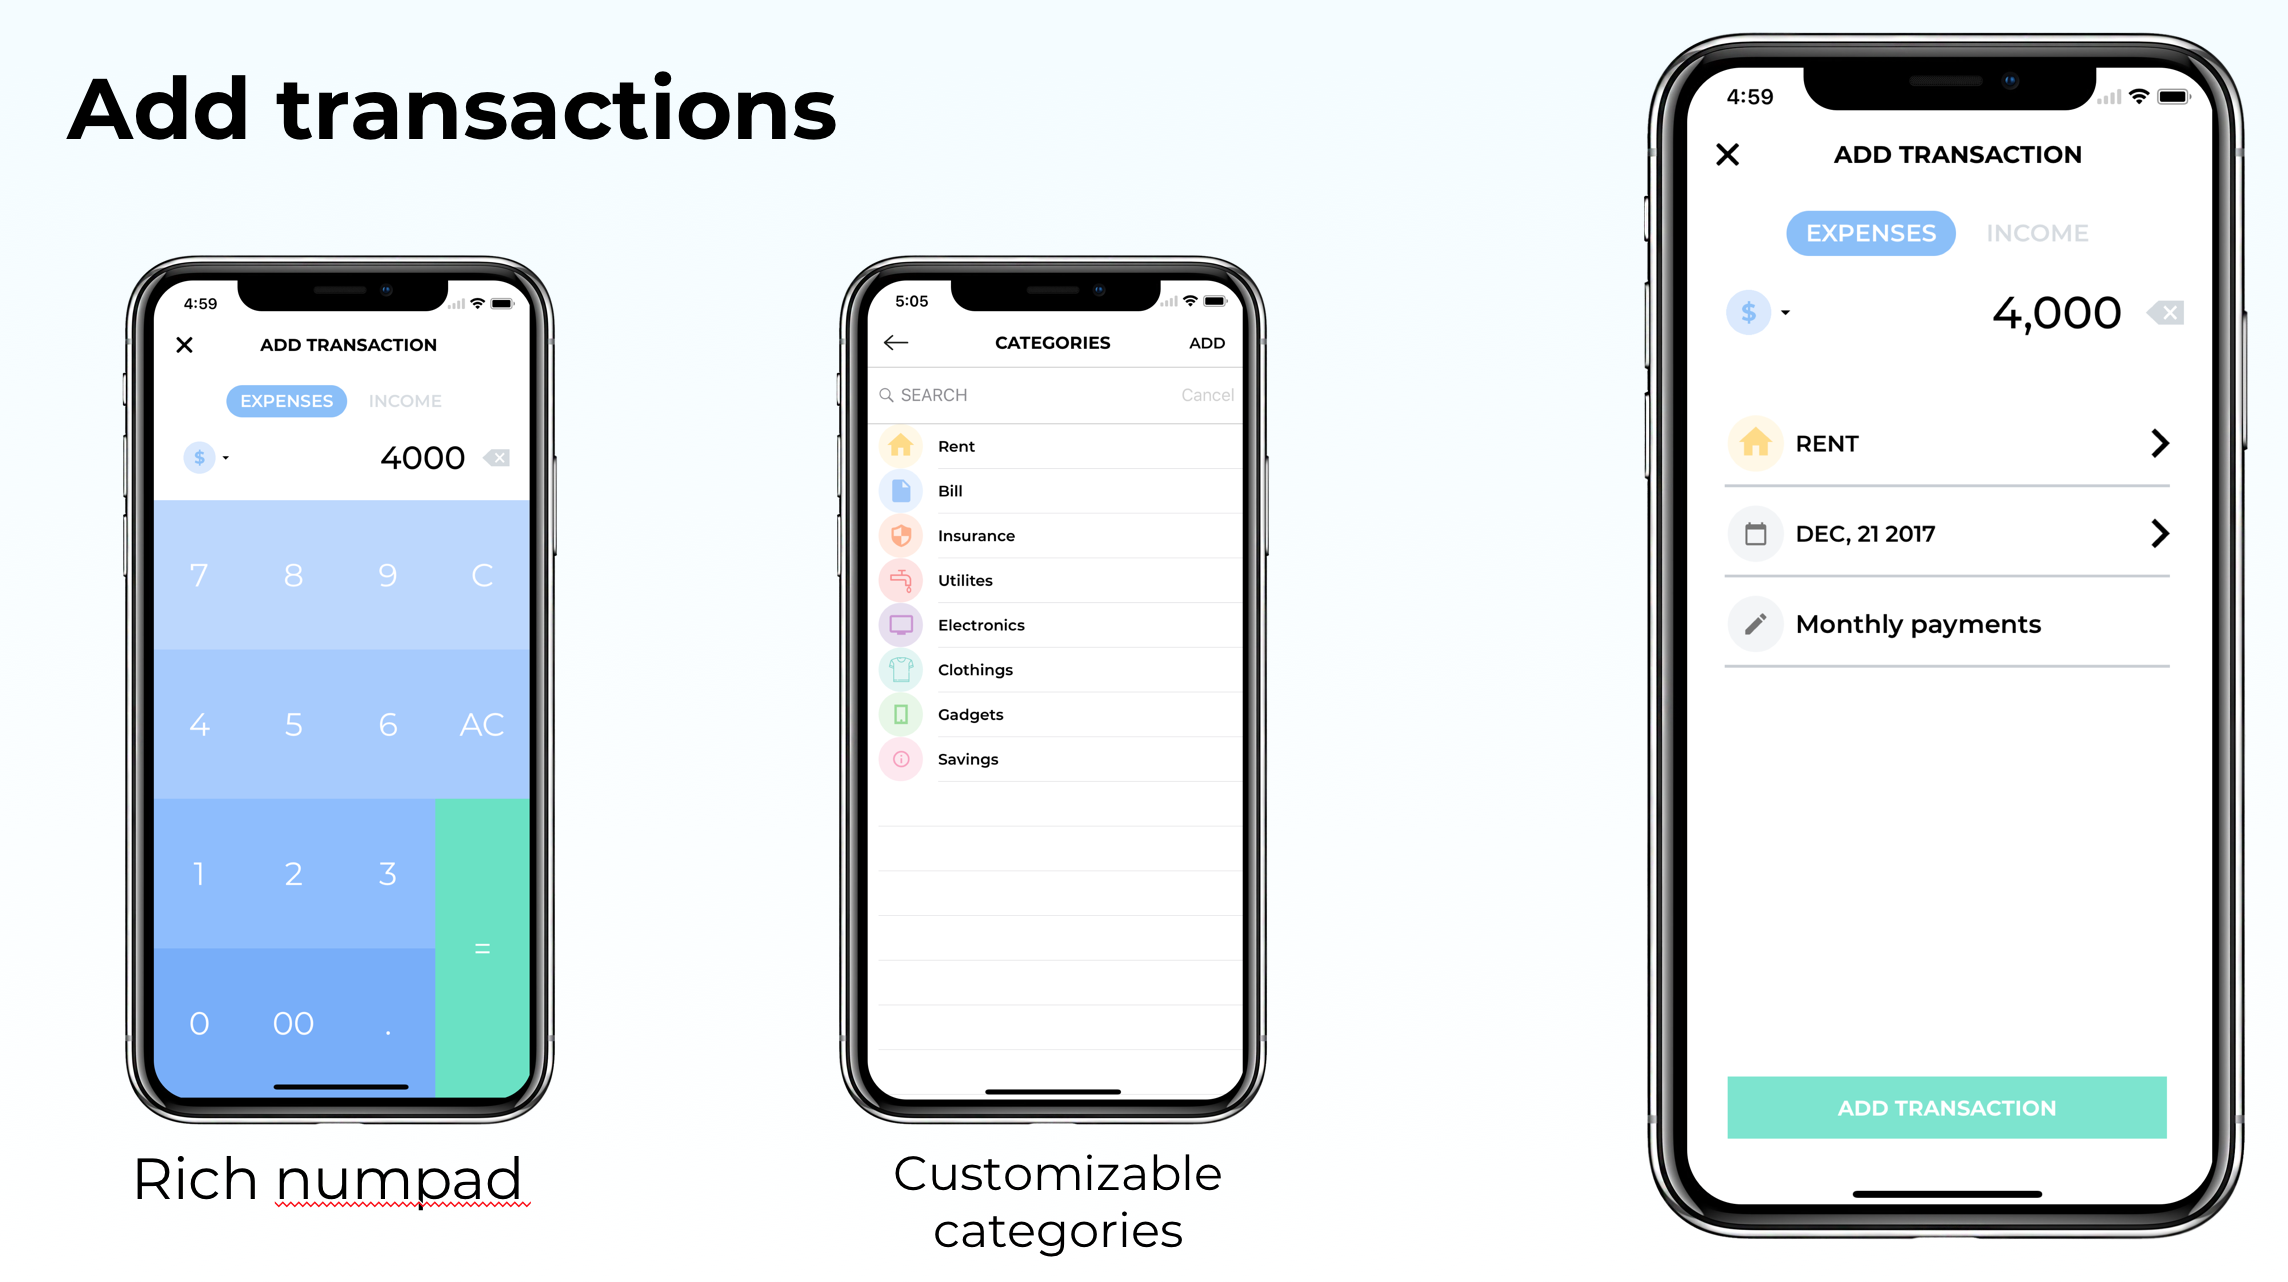 Add transactions
4:59
ADD TRANSACTION
EXPENSES INCOME
$ 4000
7 8 9 C
4 5 6 AC
1 2 3
=
0 00 .
Rich numpad
5:05
CATEGORIES ADD
SEARCH Cancel
Rent
Bill
Insurance
Utilites
Electronics
Clothings
Gadgets
Savings
Customizable
categories
4:59
ADD TRANSACTION
EXPENSES INCOME
$ 4,000
RENT
DEC, 21 2017
Monthly payments
ADD TRANSACTION